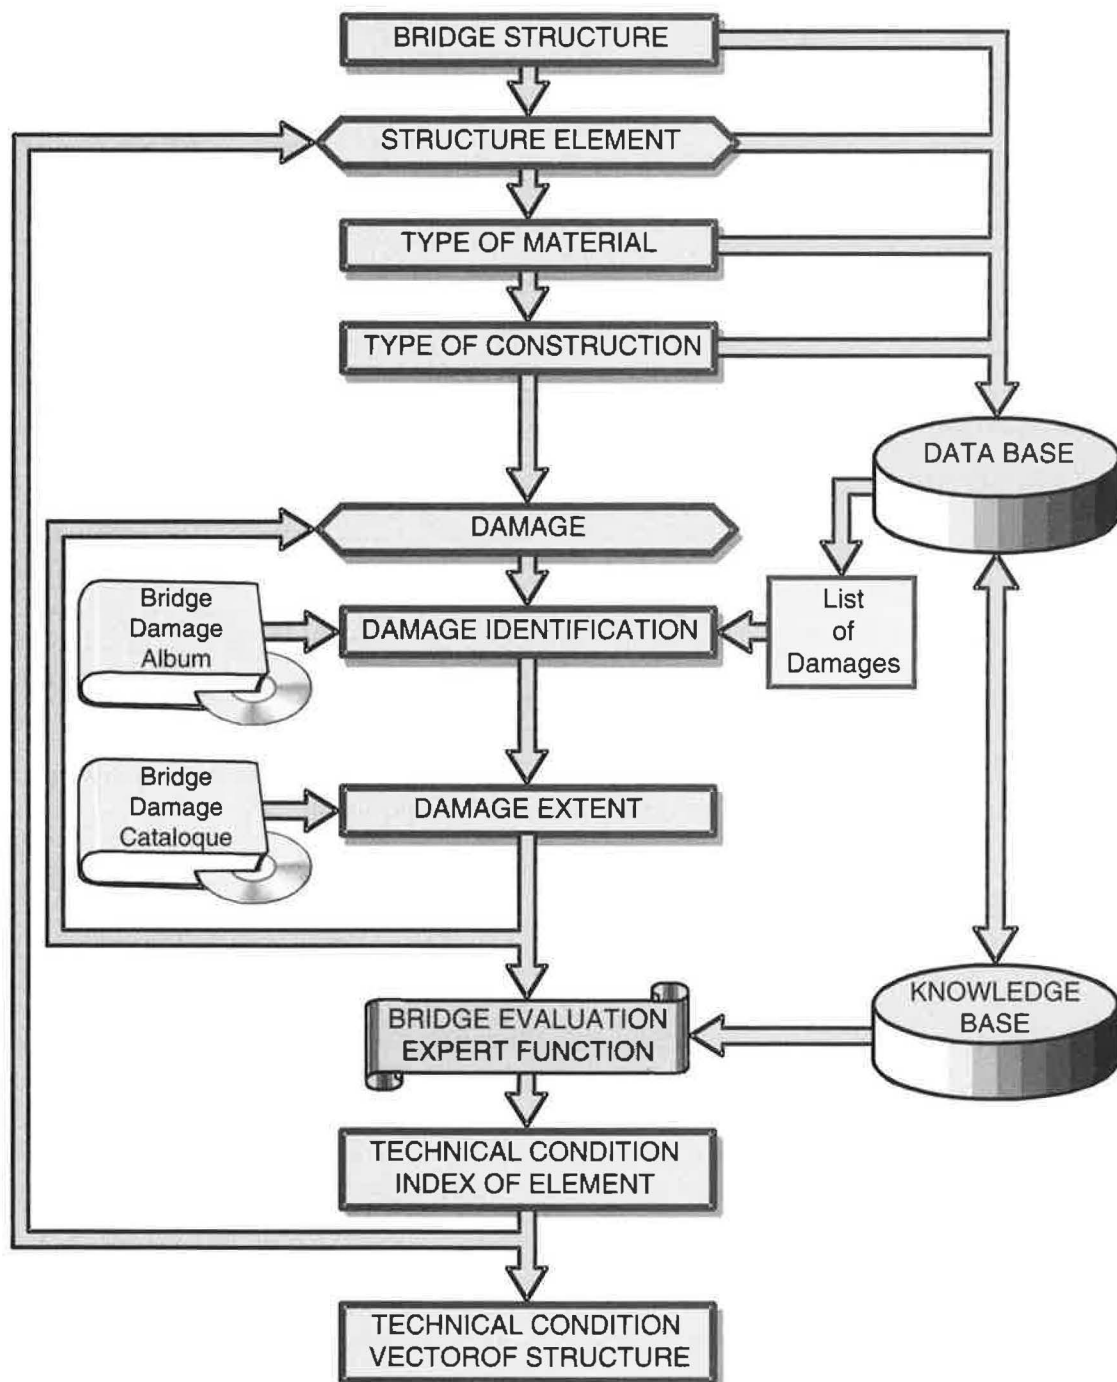 BRIDGE STRUCTURE
STRUCTURE ELEMENT
TYPE OF MATERIAL
TYPE OF CONSTRUCTION
DATA BASE
DAMAGE
Bridge
Damage
Album
DAMAGE IDENTIFICATION
List
of
Damages
Bridge
Damage
Cataloque
DAMAGE EXTENT
BRIDGE EVALUATION
EXPERT FUNCTION
KNOWLEDGE
BASE
TECHNICAL CONDITION
INDEX OF ELEMENT
TECHNICAL CONDITION
VECTOROF STRUCTURE